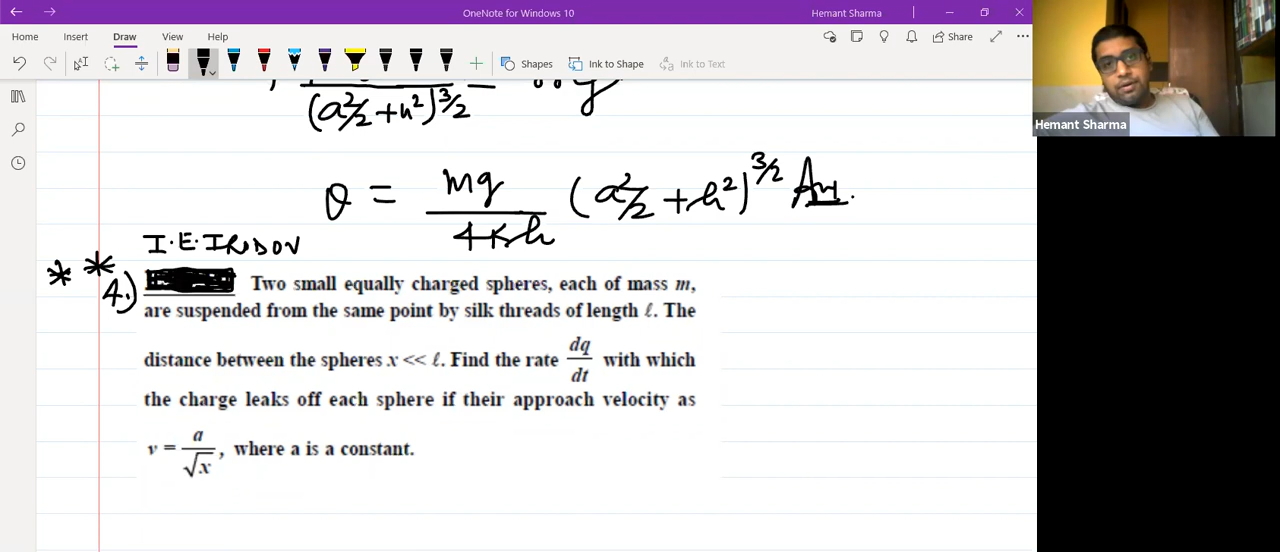 OneNote for Windows 10
Hemant Sharma
Home Insert Draw View Help
Share
Shapes Ink to Shape Ink to Text
Hemant Sharma
(a²/2 + h²)^3/2 =
Q = mg/4kh (a²/2 + h²)^3/2 Ans.
I.E. IRODOV
** 4.) Two small equally charged spheres, each of mass m,
are suspended from the same point by silk threads of length ℓ. The
distance between the spheres x << ℓ. Find the rate dq/dt with which
the charge leaks off each sphere if their approach velocity as
v = a/√x, where a is a constant.